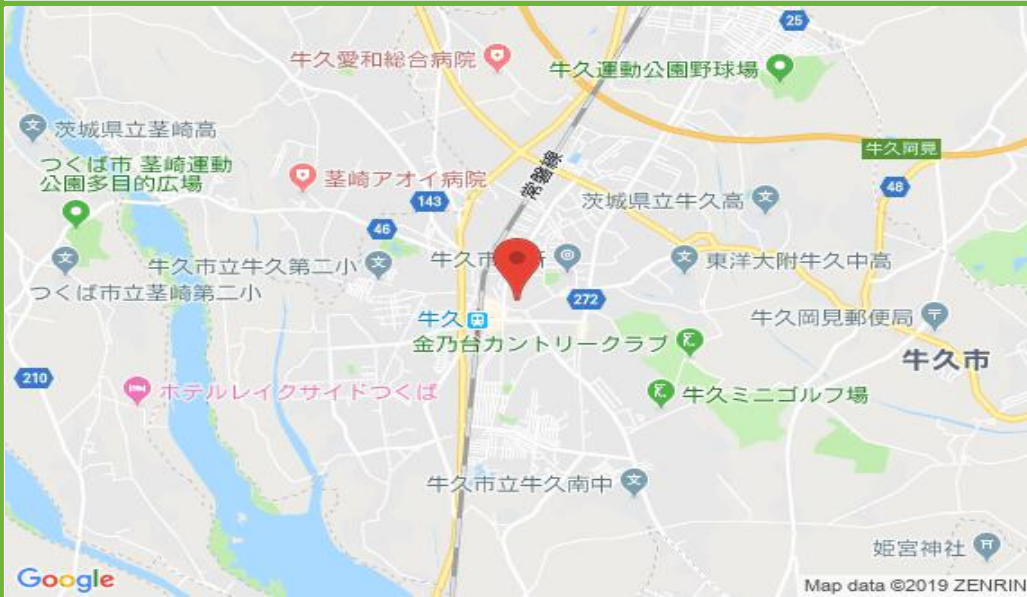 25
牛久愛和総合病院
牛久運動公園野球場
茨城県立茎崎高
牛久阿見
つくば市 茎崎運動
公園多目的広場
茎崎アオイ病院
常磐線
48
143
茨城県立牛久高
46
牛久市
所
東洋大附牛久中高
牛久市立牛久第二小
つくば市立茎崎第二小
272
牛久
牛久岡見郵便局
金乃台カントリークラブ
牛久市
210
ホテルレイクサイドつくば
牛久ミニゴルフ場
牛久市立牛久南中
姫宮神社
Google
Map data ©2019 ZENRIN